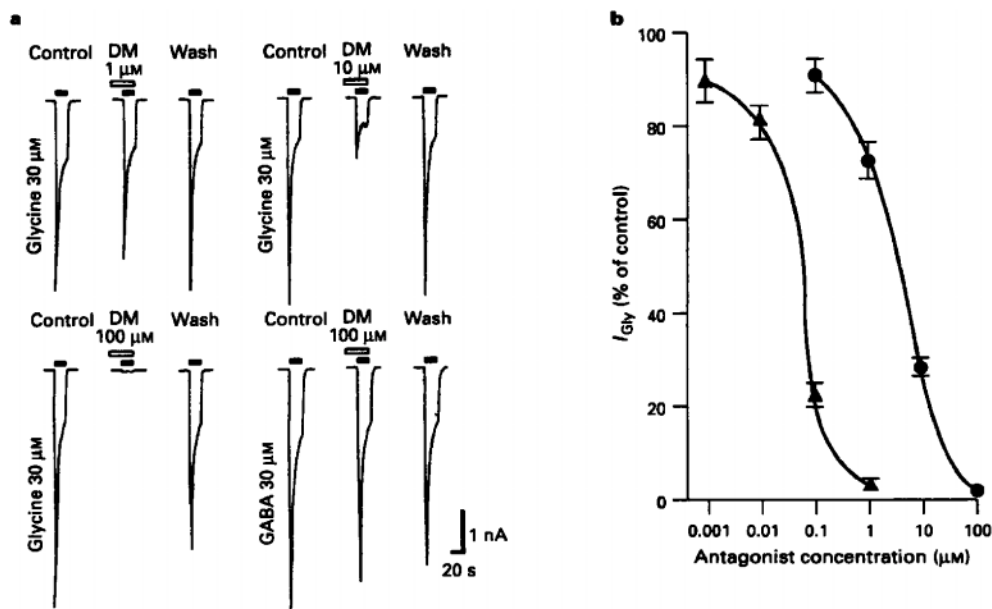 a
Control DM Wash
1 μM
Glycine 30 μM
Control DM Wash
10 μM
Glycine 30 μM
Control DM Wash
100 μM
Glycine 30 μM
Control DM Wash
100 μM
GABA 30 μM
1 nA
20 s
b
100
80
60
40
20
0
I_Gly (% of control)
0.001 0.01 0.1 1 10 100
Antagonist concentration (μM)